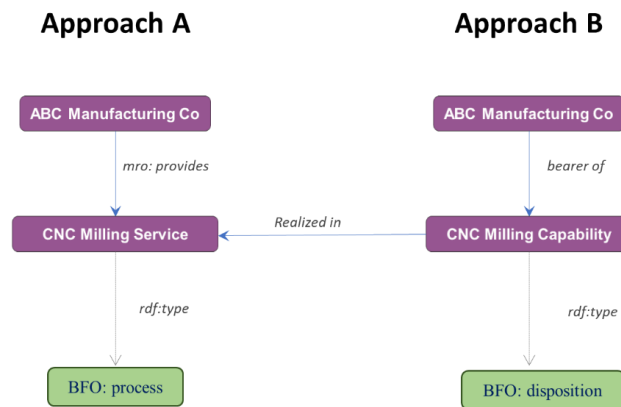 Approach A
Approach B
ABC Manufacturing Co
ABC Manufacturing Co
mro: provides
bearer of
CNC Milling Service
Realized in
CNC Milling Capability
rdf:type
rdf:type
BFO: process
BFO: disposition